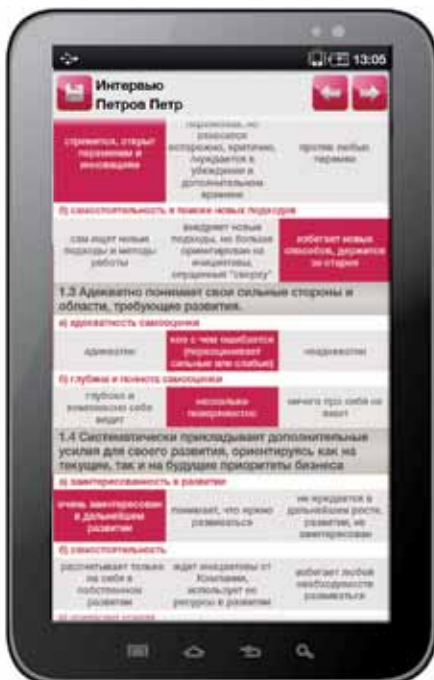 13:05
Интервью
Петров Петр
стремится, открыт
переменам и
инновациям
относится
осторожно, критично,
нуждается в
убеждении и
дополнительном
времени
против любых
перемен
б) самостоятельность в поиске новых подходов
сам ищет новые
подходы и методы
работы
внедряет новые
подходы, но больше
ориентирован на
инициативы,
спущенные "сверху"
избегает новых
способов, держится
за старое
1.3 Адекватно понимает свои сильные стороны и
области, требующие развития.
а) адекватность самооценки
адекватно
кое с чем ошибается
(переоценивает
сильные или слабые)
неадекватно
б) глубина и полнота самооценки
глубоко и
комплексно себя
видит
несколько
поверхностно
ничего про себя не
знает
1.4 Систематически прикладывает дополнительные
усилия для своего развития, ориентируясь как на
текущие, так и на будущие приоритеты бизнеса
а) заинтересованность в развитии
очень заинтересован
в дальнейшем
развитии
понимает, что нужно
развиваться
не нуждается в
дальнейшем росте,
развитии, не
заинтересован
б) самостоятельность
рассчитывает только
на себя в
собственном
развитии
ждет инициативы от
Компании,
использует ее
ресурсы в развитии
избегает любой
необходимости
развиваться